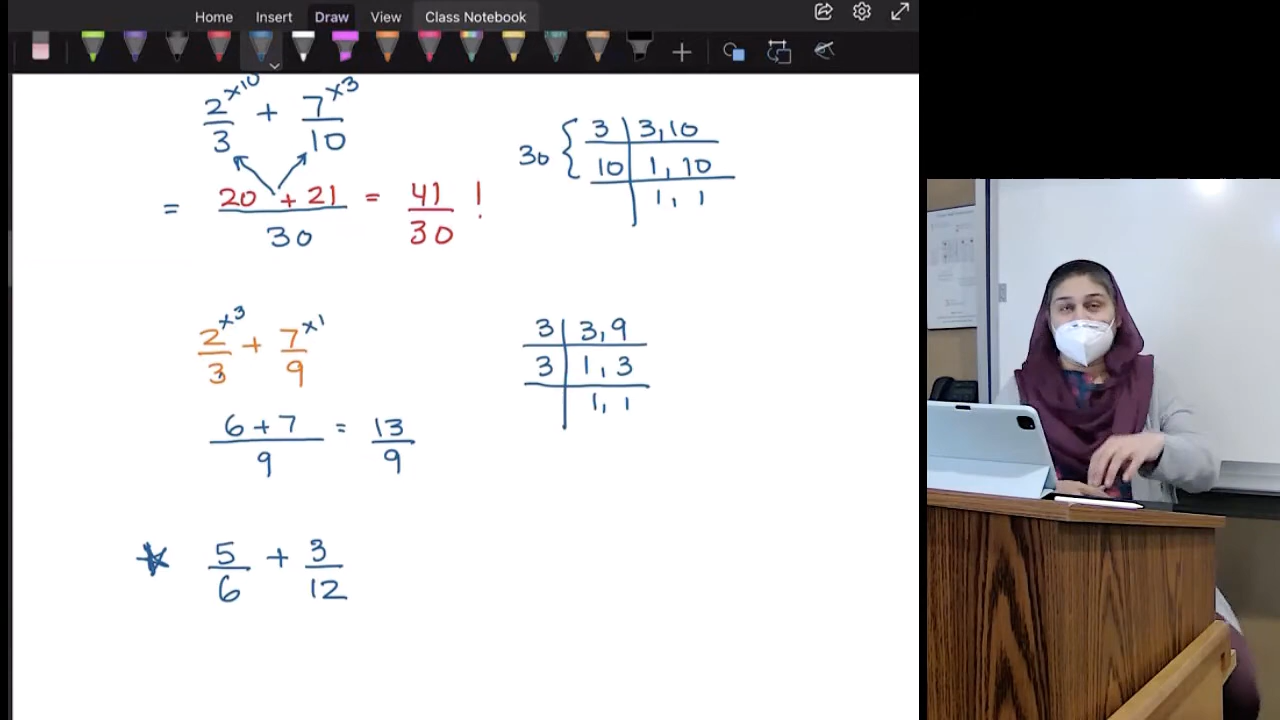 Home Insert Draw View Class Notebook
2/3 ×10 + 7/10 ×3
= (20 + 21)/30 = 41/30 !
30 { 3 | 3, 10
10 | 1, 10
| 1, 1
2/3 ×3 + 7/9 ×1
(6 + 7)/9 = 13/9
3 | 3, 9
3 | 1, 3
| 1, 1
★ 5/6 + 3/12